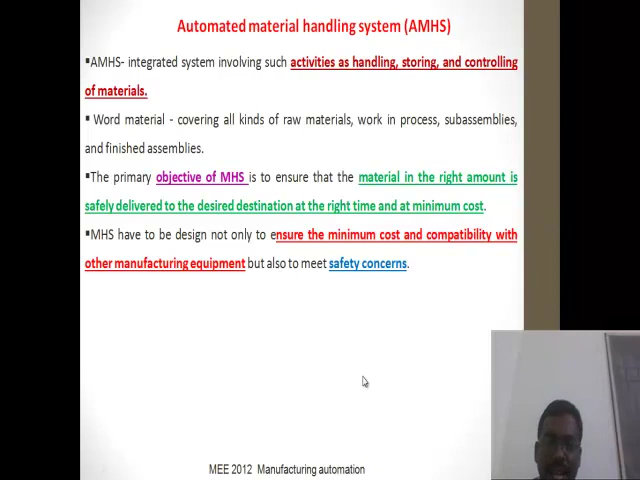 Automated material handling system (AMHS)
▪AMHS- integrated system involving such activities as handling, storing, and controlling
of materials.
▪ Word material - covering all kinds of raw materials, work in process, subassemblies,
and finished assemblies.
▪The primary objective of MHS is to ensure that the material in the right amount is
safely delivered to the desired destination at the right time and at minimum cost.
▪MHS have to be design not only to ensure the minimum cost and compatibility with
other manufacturing equipment but also to meet safety concerns.
MEE 2012 Manufacturing automation